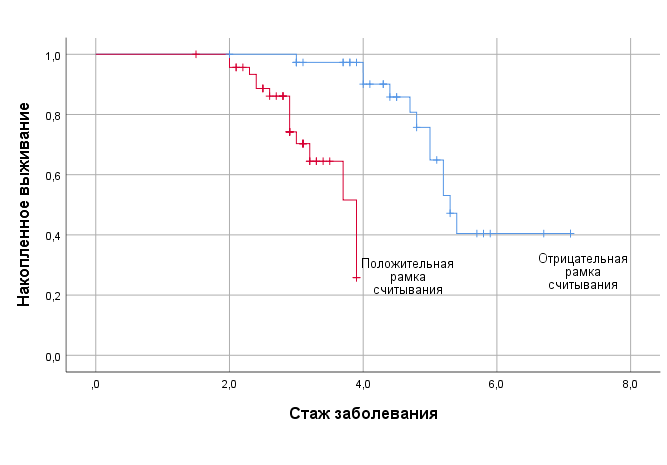 1,0
0,8
0,6
0,4
0,2
0,0
Накопленное выживание
Положительная
рамка
считывания
Отрицательная
рамка
считывания
,0
2,0
4,0
6,0
8,0
Стаж заболевания